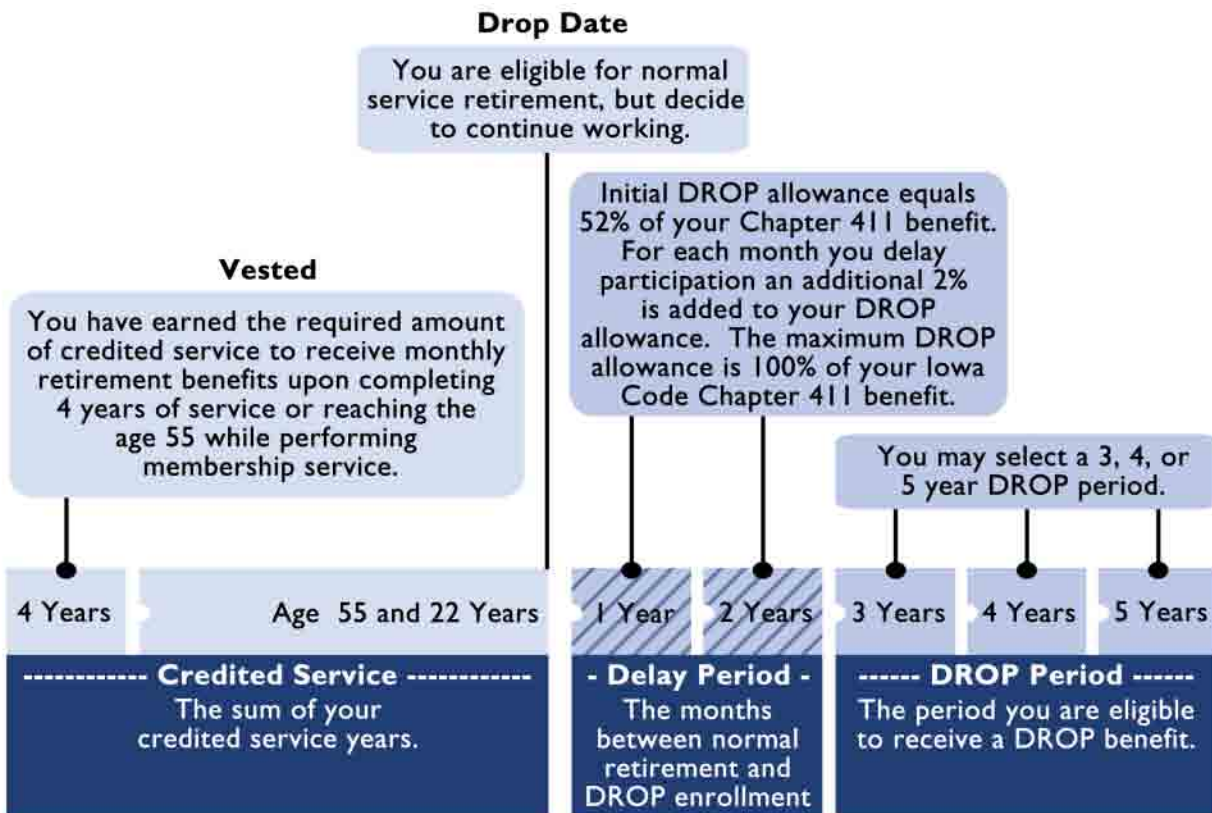 Drop Date
You are eligible for normal
service retirement, but decide
to continue working.
Initial DROP allowance equals
52% of your Chapter 411 benefit.
For each month you delay
participation an additional 2%
is added to your DROP
allowance. The maximum DROP
allowance is 100% of your Iowa
Code Chapter 411 benefit.
Vested
You have earned the required amount
of credited service to receive monthly
retirement benefits upon completing
4 years of service or reaching the
age 55 while performing
membership service.
You may select a 3, 4, or
5 year DROP period.
4 Years
Age 55 and 22 Years
1 Year
2 Years
3 Years
4 Years
5 Years
------------ Credited Service ------------
The sum of your
credited service years.
- Delay Period -
The months
between normal
retirement and
DROP enrollment
------ DROP Period ------
The period you are eligible
to receive a DROP benefit.